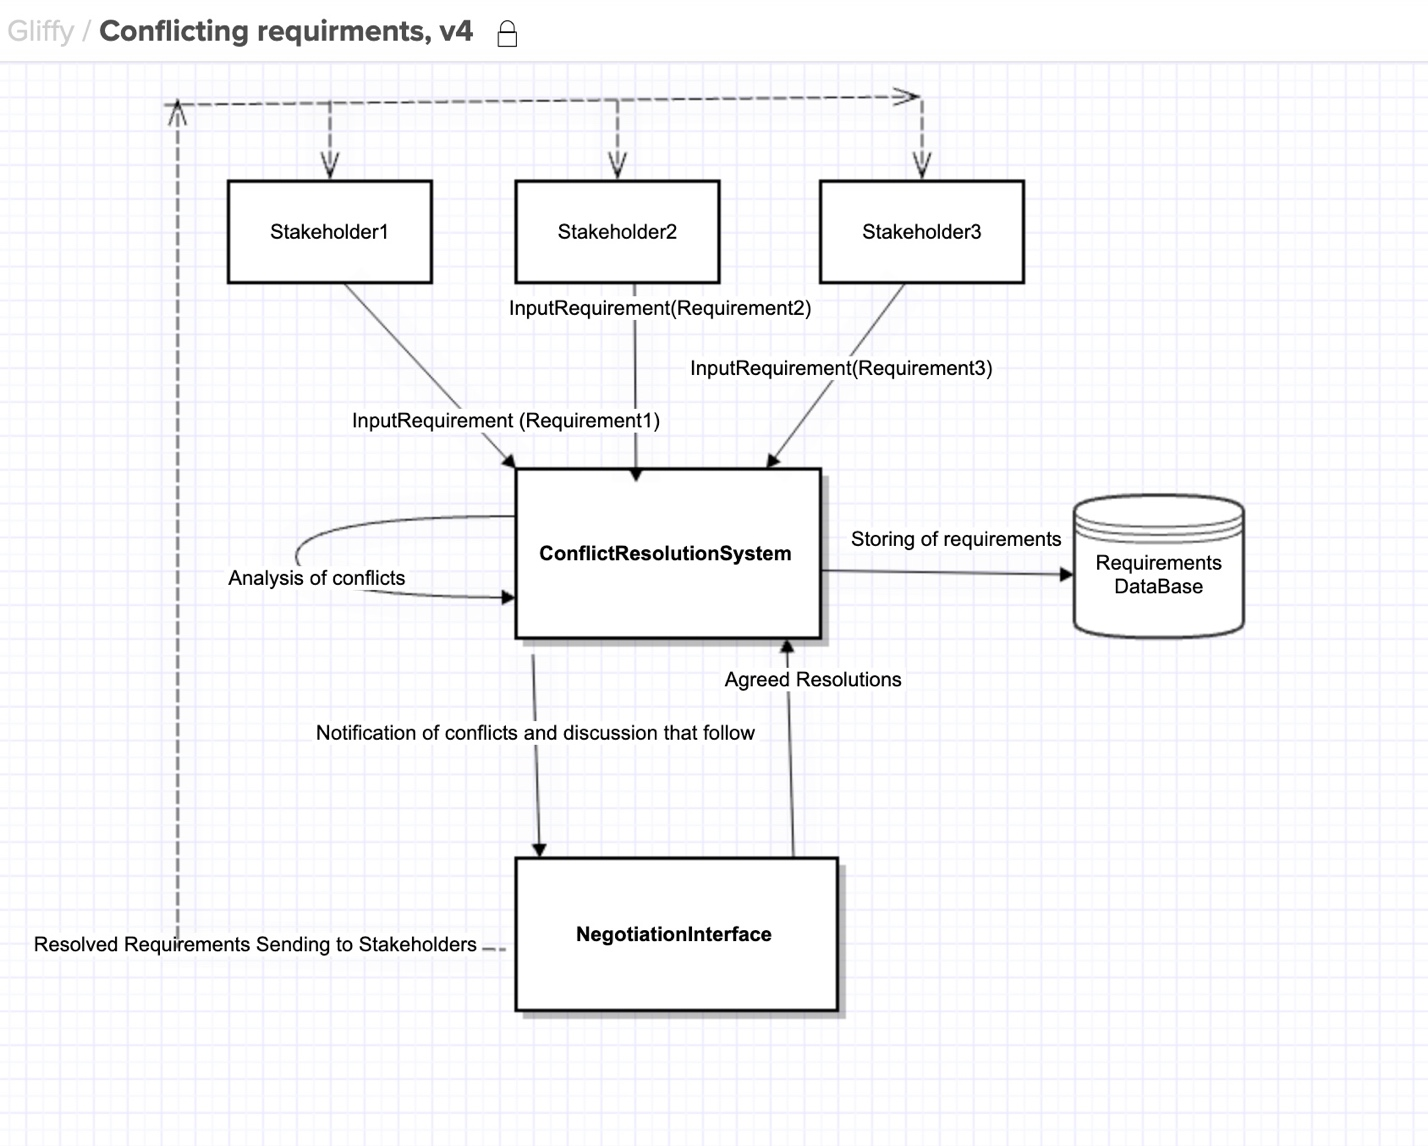 Gliffy / Conflicting requirments, v4
Stakeholder1
Stakeholder2
Stakeholder3
InputRequirement(Requirement2)
InputRequirement(Requirement3)
InputRequirement (Requirement1)
ConflictResolutionSystem
Storing of requirements
Requirements
DataBase
Analysis of conflicts
Agreed Resolutions
Notification of conflicts and discussion that follow
NegotiationInterface
Resolved Requirements Sending to Stakeholders